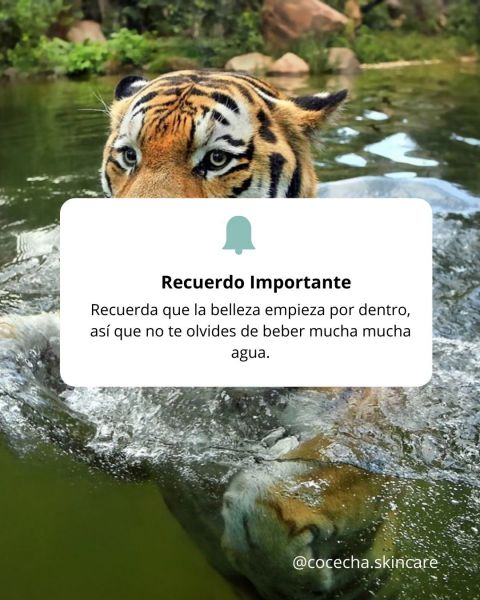 Recuerdo Importante
Recuerda que la belleza empieza por dentro,
así que no te olvides de beber mucha mucha
agua.
@cocecha.skincare